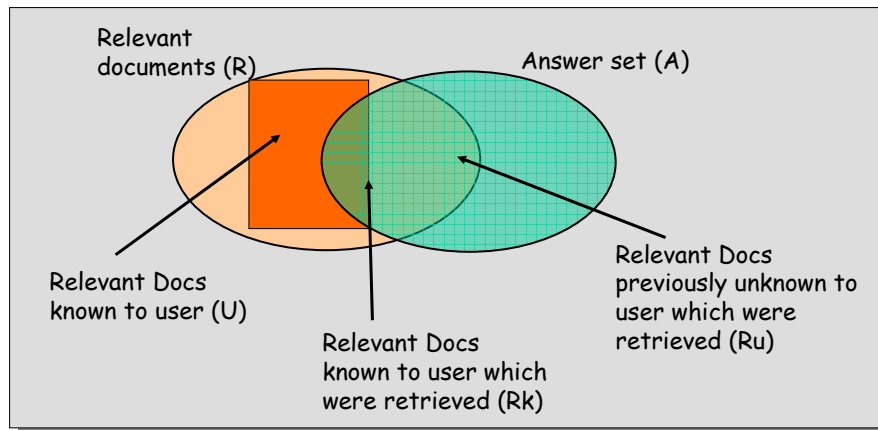 Relevant
documents (R)
Answer set (A)
Relevant Docs
known to user (U)
Relevant Docs
known to user which
were retrieved (Rk)
Relevant Docs
previously unknown to
user which were
retrieved (Ru)